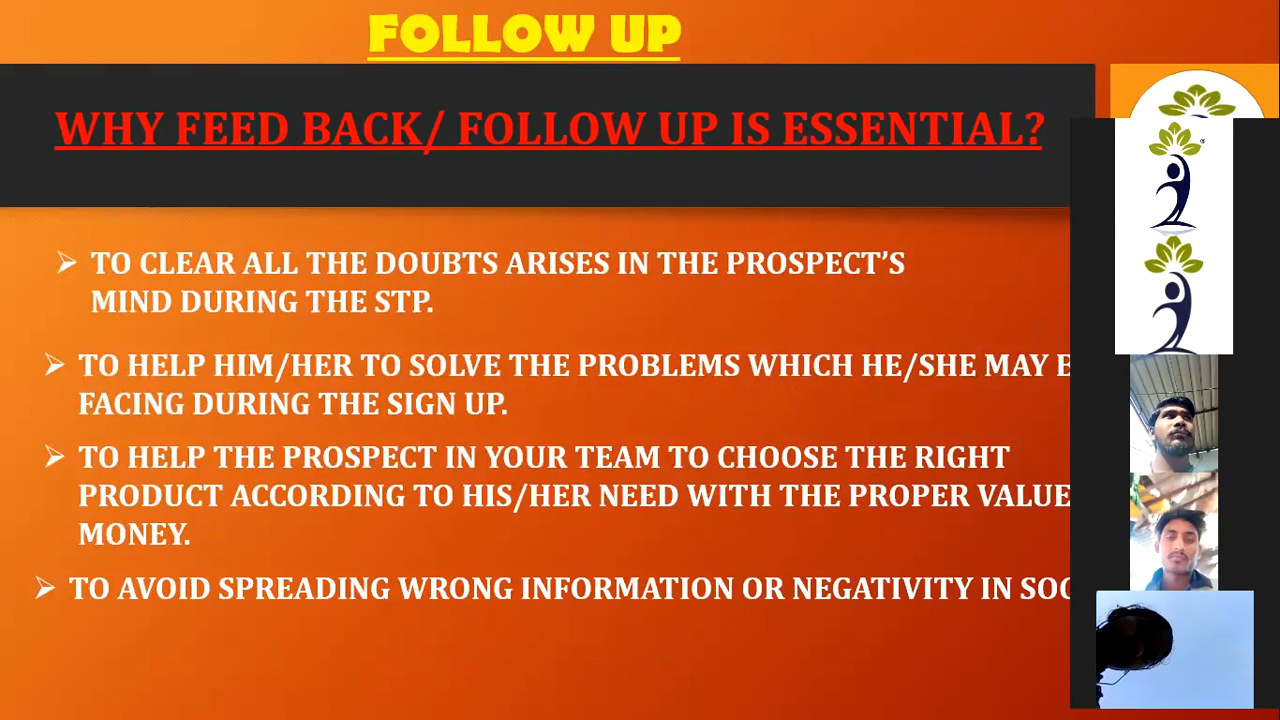 FOLLOW UP
WHY FEED BACK/ FOLLOW UP IS ESSENTIAL?
➢ TO CLEAR ALL THE DOUBTS ARISES IN THE PROSPECT’S
MIND DURING THE STP.
➢ TO HELP HIM/HER TO SOLVE THE PROBLEMS WHICH HE/SHE MAY
FACING DURING THE SIGN UP.
➢ TO HELP THE PROSPECT IN YOUR TEAM TO CHOOSE THE RIGHT
PRODUCT ACCORDING TO HIS/HER NEED WITH THE PROPER VALUE
MONEY.
➢ TO AVOID SPREADING WRONG INFORMATION OR NEGATIVITY IN